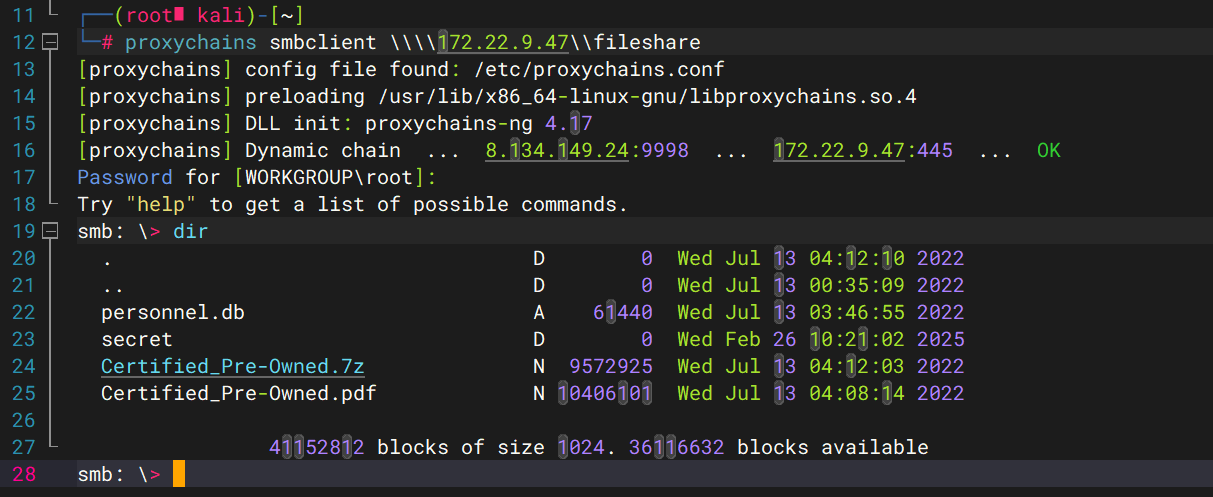 11 ┌──(root■ kali)-[~]
12 └─# proxychains smbclient \\\\172.22.9.47\\fileshare
13 [proxychains] config file found: /etc/proxychains.conf
14 [proxychains] preloading /usr/lib/x86_64-linux-gnu/libproxychains.so.4
15 [proxychains] DLL init: proxychains-ng 4.17
16 [proxychains] Dynamic chain  ...  8.134.149.24:9998  ...  172.22.9.47:445  ...  OK
17 Password for [WORKGROUP\root]:
18 Try "help" to get a list of possible commands.
19 smb: \> dir
20   .                                   D        0  Wed Jul 13 04:12:10 2022
21   ..                                  D        0  Wed Jul 13 00:35:09 2022
22   personnel.db                        A    61440  Wed Jul 13 03:46:55 2022
23   secret                              D        0  Wed Feb 26 10:21:02 2025
24   Certified_Pre-Owned.7z              N  9572925  Wed Jul 13 04:12:03 2022
25   Certified_Pre-Owned.pdf             N 10406101  Wed Jul 13 04:08:14 2022
26
27                 41152812 blocks of size 1024. 36116632 blocks available
28 smb: \>